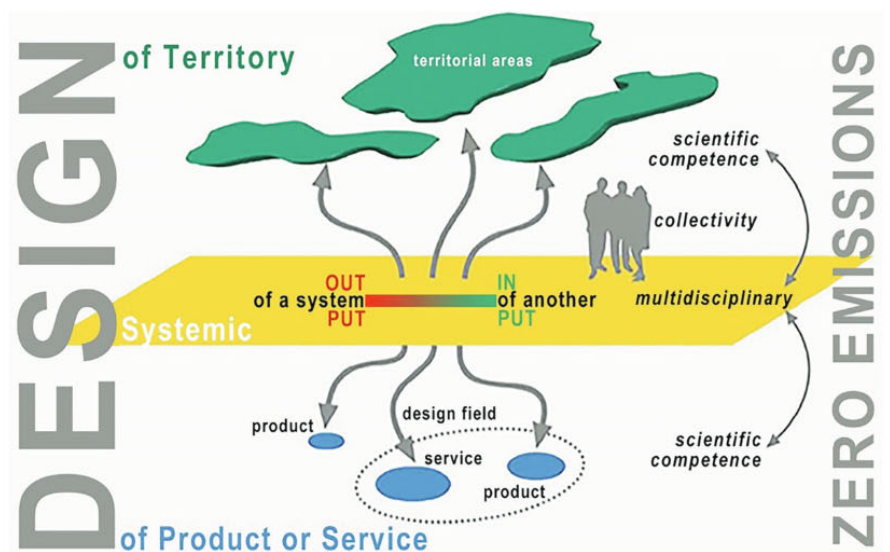 DESIGN
of Territory
territorial areas
scientific
competence
collectivity
OUT
IN
of a system
of another
multidisciplinary
PUT
PUT
Systemic
product
design field
service
product
scientific
competence
of Product or Service
ZERO EMISSIONS